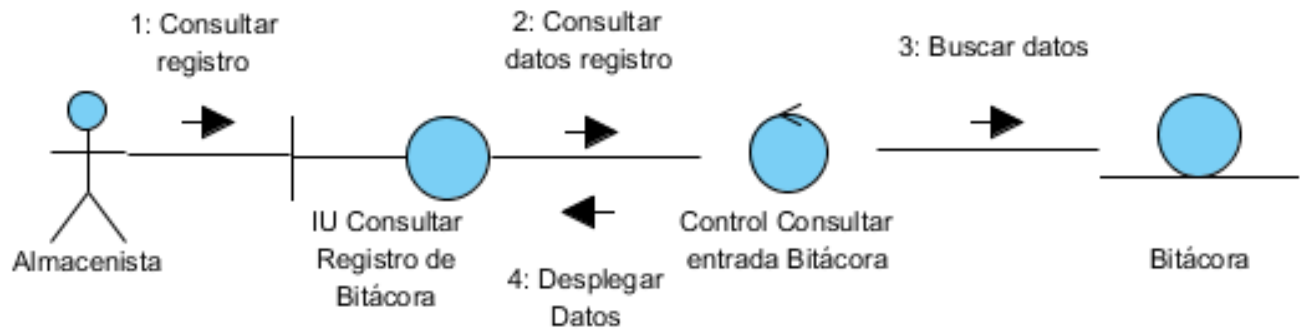 1: Consultar
registro
2: Consultar
datos registro
3: Buscar datos
Almacenista
IU Consultar
Registro de
Bitácora
4: Desplegar
Datos
Control Consultar
entrada Bitácora
Bitácora